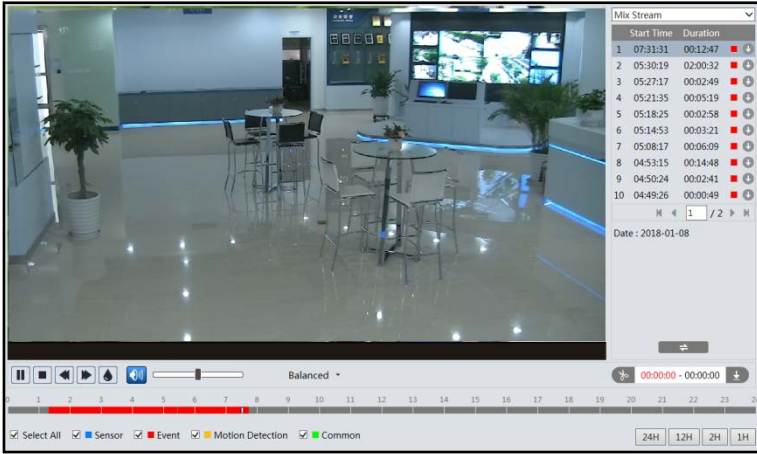 Mix Stream
Start Time Duration
1 07:31:31 00:12:47
2 05:30:19 02:00:32
3 05:27:17 00:02:49
4 05:21:35 00:05:19
5 05:18:25 00:02:58
6 05:14:53 00:03:21
7 05:08:17 00:06:09
8 04:53:15 00:14:48
9 04:50:24 00:02:41
10 04:49:26 00:00:49
1 / 2
Date : 2018-01-08
Balanced
00:00:00 - 00:00:00
0 1 2 3 4 5 6 7 8 9 10 11 12 13 14 15 16 17 18 19 20 21 22 23 24
Select All Sensor Event Motion Detection Common
24H 12H 2H 1H